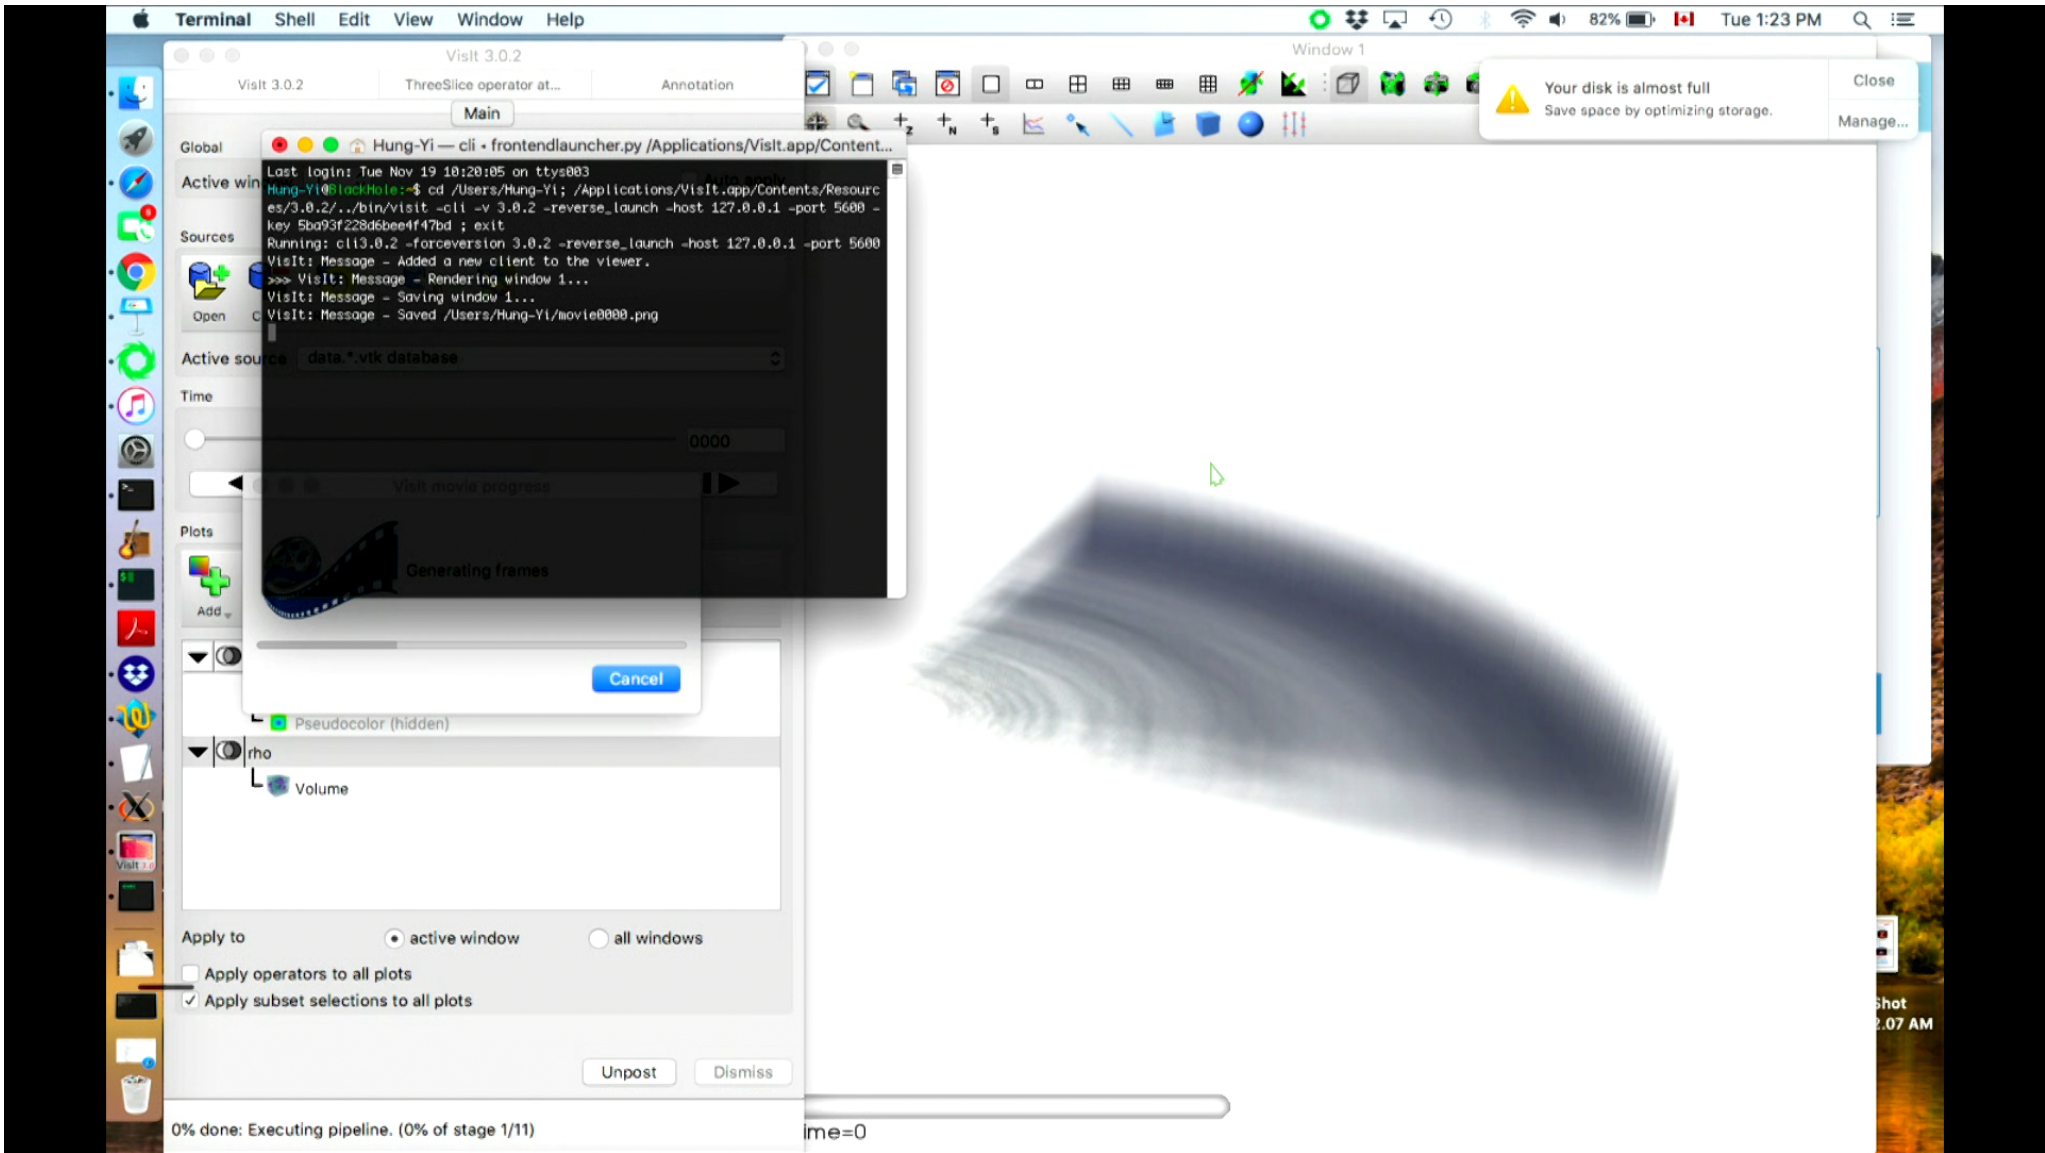 Terminal Shell Edit View Window Help
82% Tue 1:23 PM
VisIt 3.0.2
VisIt 3.0.2 ThreeSlice operator at... Annotation
Main
Window 1
Your disk is almost full
Save space by optimizing storage.
Close
Manage...
Global
Active win
Auto apply
Hung-Yi — cli • frontendlauncher.py /Applications/VisIt.app/Content...
Last login: Tue Nov 19 10:20:05 on ttys003
Hung-Yi@BlackHole:~$ cd /Users/Hung-Yi; /Applications/VisIt.app/Contents/Resourc
es/3.0.2/../bin/visit -cli -v 3.0.2 -reverse_launch -host 127.0.0.1 -port 5600 -
key 5ba93f228d6bee4f47bd ; exit
Running: cli3.0.2 -forceversion 3.0.2 -reverse_launch -host 127.0.0.1 -port 5600
VisIt: Message - Added a new client to the viewer.
>>> VisIt: Message - Rendering window 1...
VisIt: Message - Saving window 1...
VisIt: Message - Saved /Users/Hung-Yi/movie0000.png
Sources
Open
Active source data.*.vtk database
Time
0000
VisIt movie progress
Generating frames
Cancel
Plots
Add
Pseudocolor (hidden)
rho
Volume
Apply to active window all windows
Apply operators to all plots
Apply subset selections to all plots
Unpost Dismiss
0% done: Executing pipeline. (0% of stage 1/11)
ime=0
Shot
2.07 AM